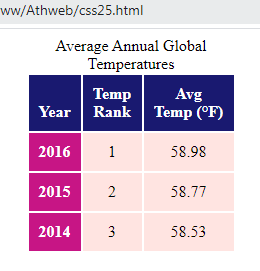 ww/Athweb/css25.html
Average Annual Global
Temperatures
Year Temp Rank Avg Temp (°F)
2016 1 58.98
2015 2 58.77
2014 3 58.53